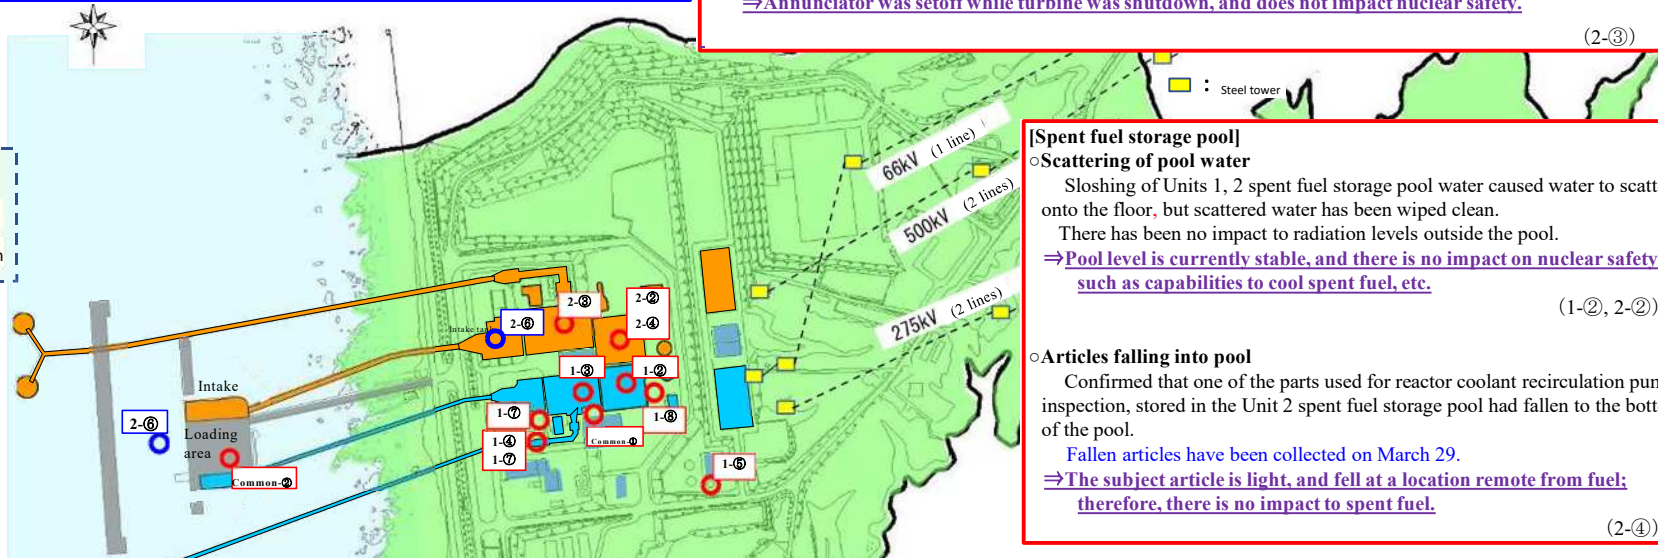 ⇒Annunciator was setoff while turbine was shutdown, and does not impact nuclear safety.
(2-③)
: Steel tower
66kV (1 line)
500kV (2 lines)
275kV (2 lines)
[Spent fuel storage pool]
○Scattering of pool water
Sloshing of Units 1, 2 spent fuel storage pool water caused water to scatt
onto the floor, but scattered water has been wiped clean.
There has been no impact to radiation levels outside the pool.
⇒Pool level is currently stable, and there is no impact on nuclear safety
such as capabilities to cool spent fuel, etc.
(1-②, 2-②)
○Articles falling into pool
Confirmed that one of the parts used for reactor coolant recirculation pun
inspection, stored in the Unit 2 spent fuel storage pool had fallen to the bott
of the pool.
Fallen articles have been collected on March 29.
⇒The subject article is light, and fell at a location remote from fuel;
therefore, there is no impact to spent fuel.
(2-④)
n
2-③
2-②
2-④
Intake tan
2-⑥
1-③
1-②
1-⑦
1-⑧
1-④
1-⑦
Common-①
1-⑤
Intake
2-⑥
Loading
area
Common-②